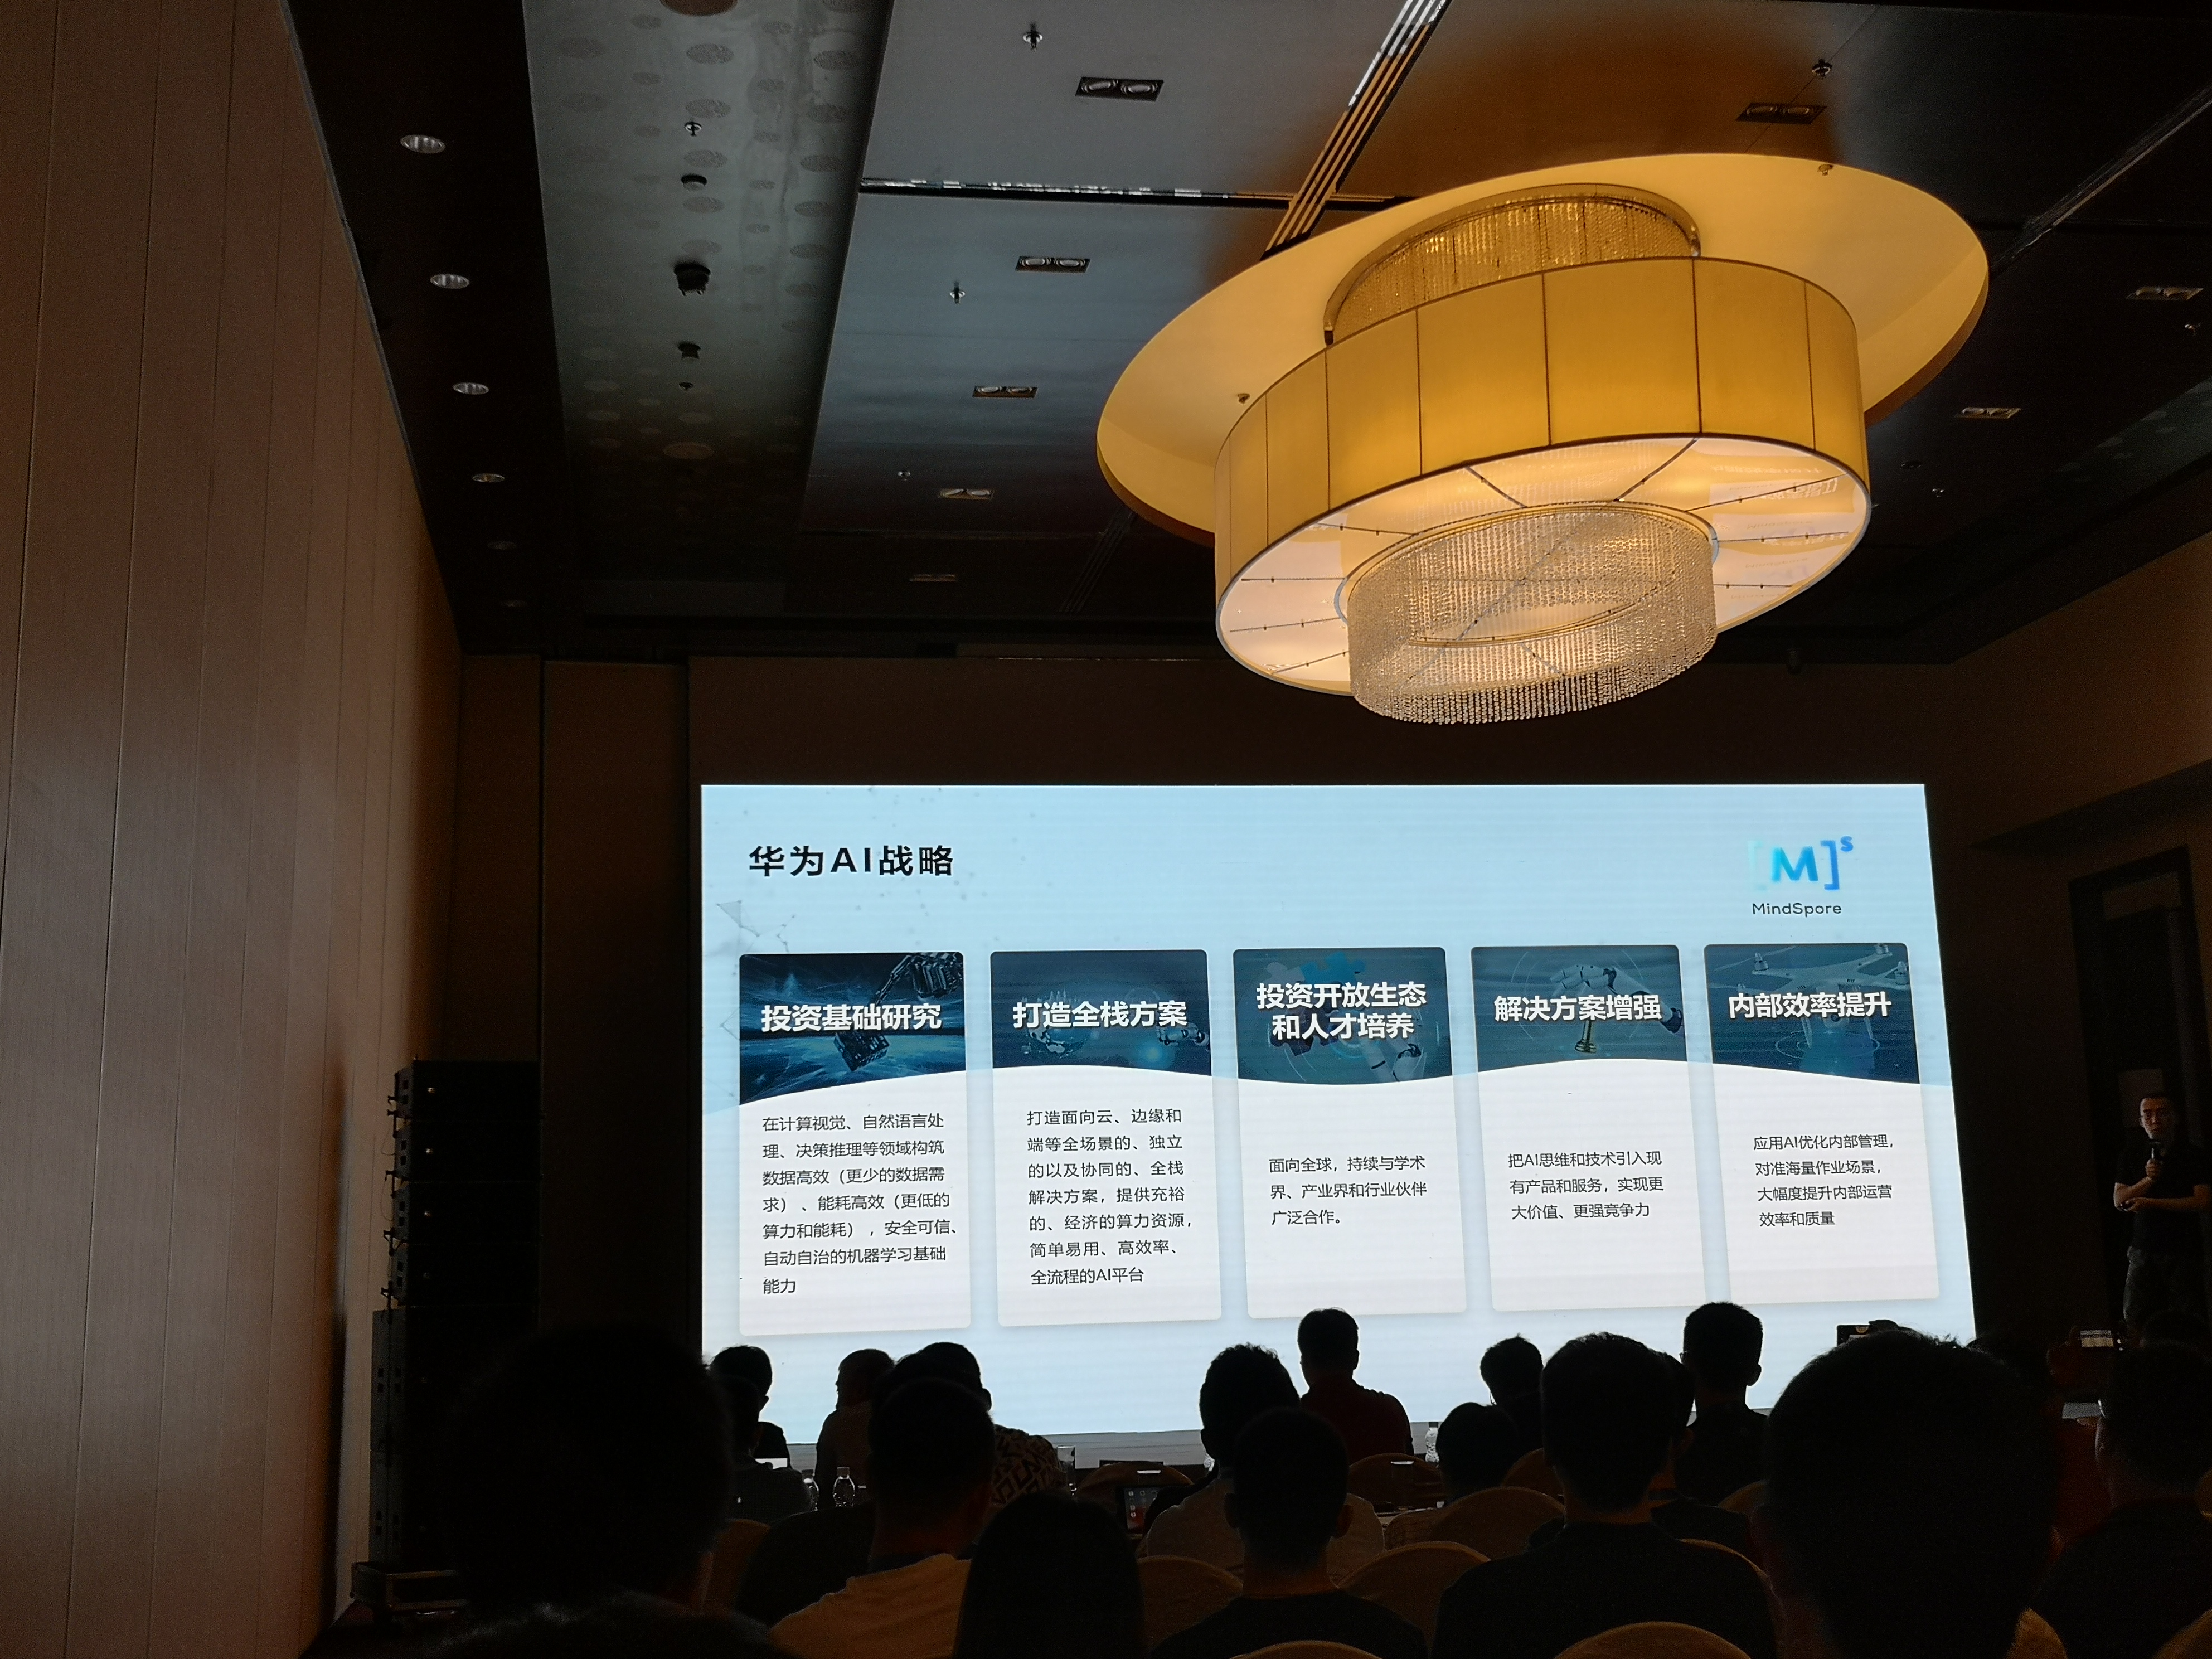 华为AI战略
[M]s
MindSpore
投资基础研究
在计算视觉、自然语言处
理、决策推理等领域构筑
数据高效（更少的数据需
求）、能耗高效（更低的
算力和能耗），安全可信、
自动自治的机器学习基础
能力
打造全栈方案
打造面向云、边缘和
端等全场景的、独立
的以及协同的、全栈
解决方案，提供充裕
的、经济的算力资源，
简单易用、高效率、
全流程的AI平台
投资开放生态
和人才培养
面向全球，持续与学术
界、产业界和行业伙伴
广泛合作。
解决方案增强
把AI思维和技术引入现
有产品和服务，实现更
大价值、更强竞争力
内部效率提升
应用AI优化内部管理，
对准海量作业场景，
大幅度提升内部运营
效率和质量